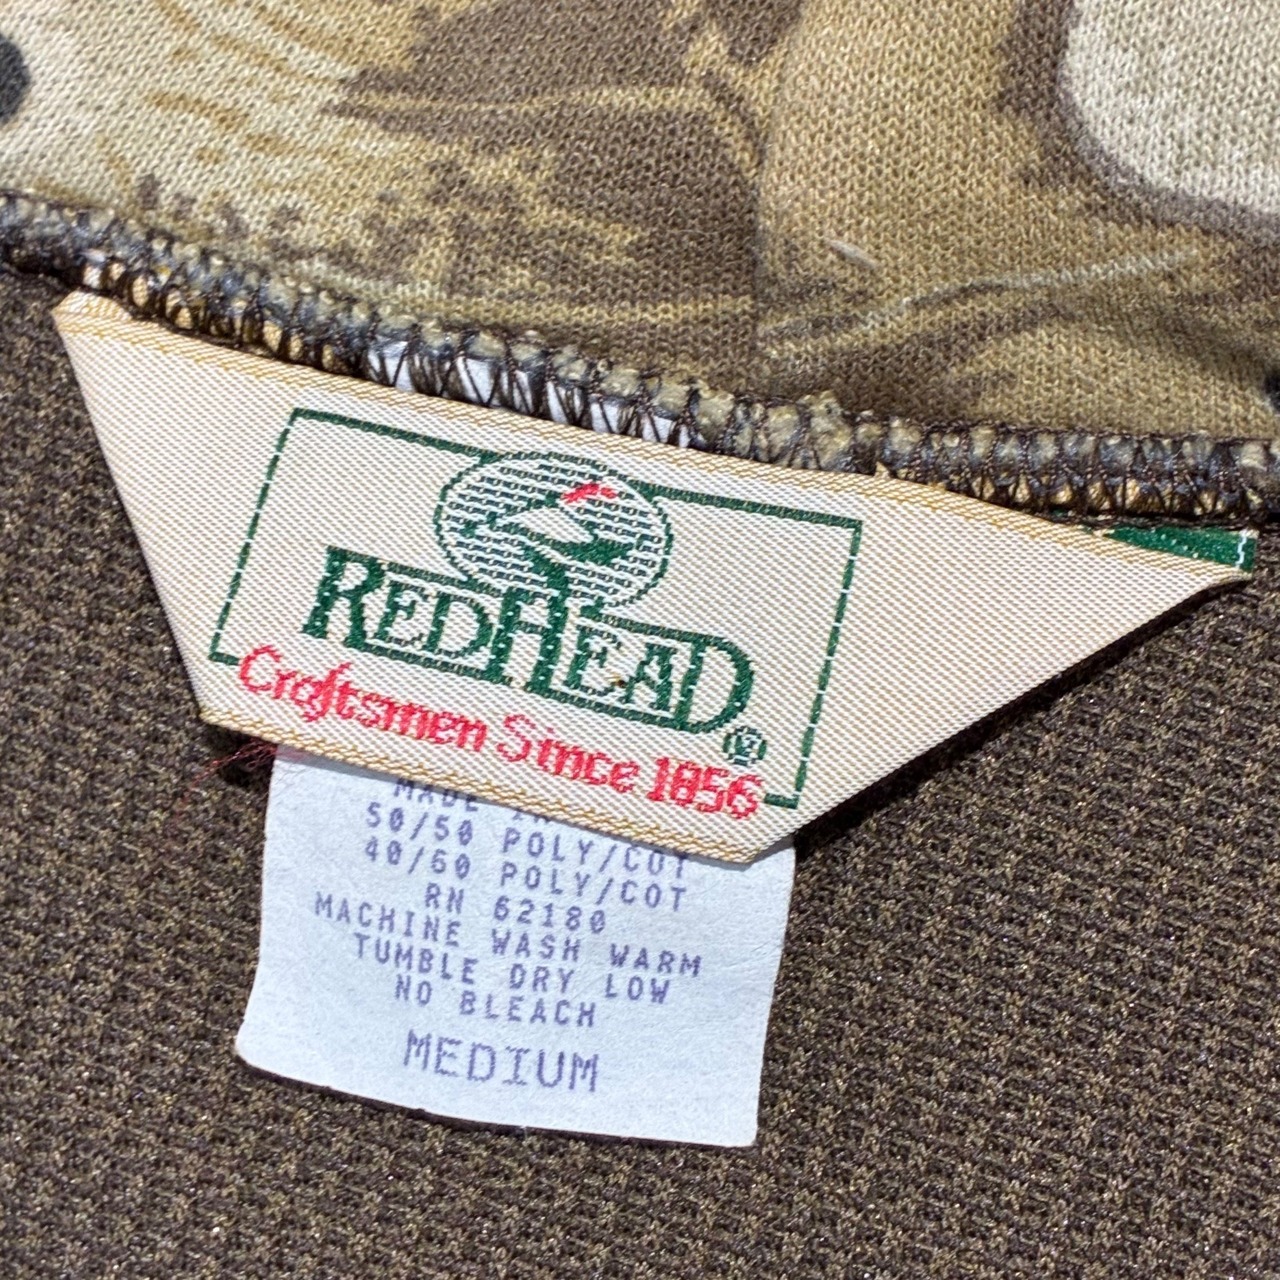 REDHEAD®
Craftsmen Since 1856
MADE
50/50 POLY/COT
40/60 POLY/COT
RN 62180
MACHINE WASH WARM
TUMBLE DRY LOW
NO BLEACH
MEDIUM